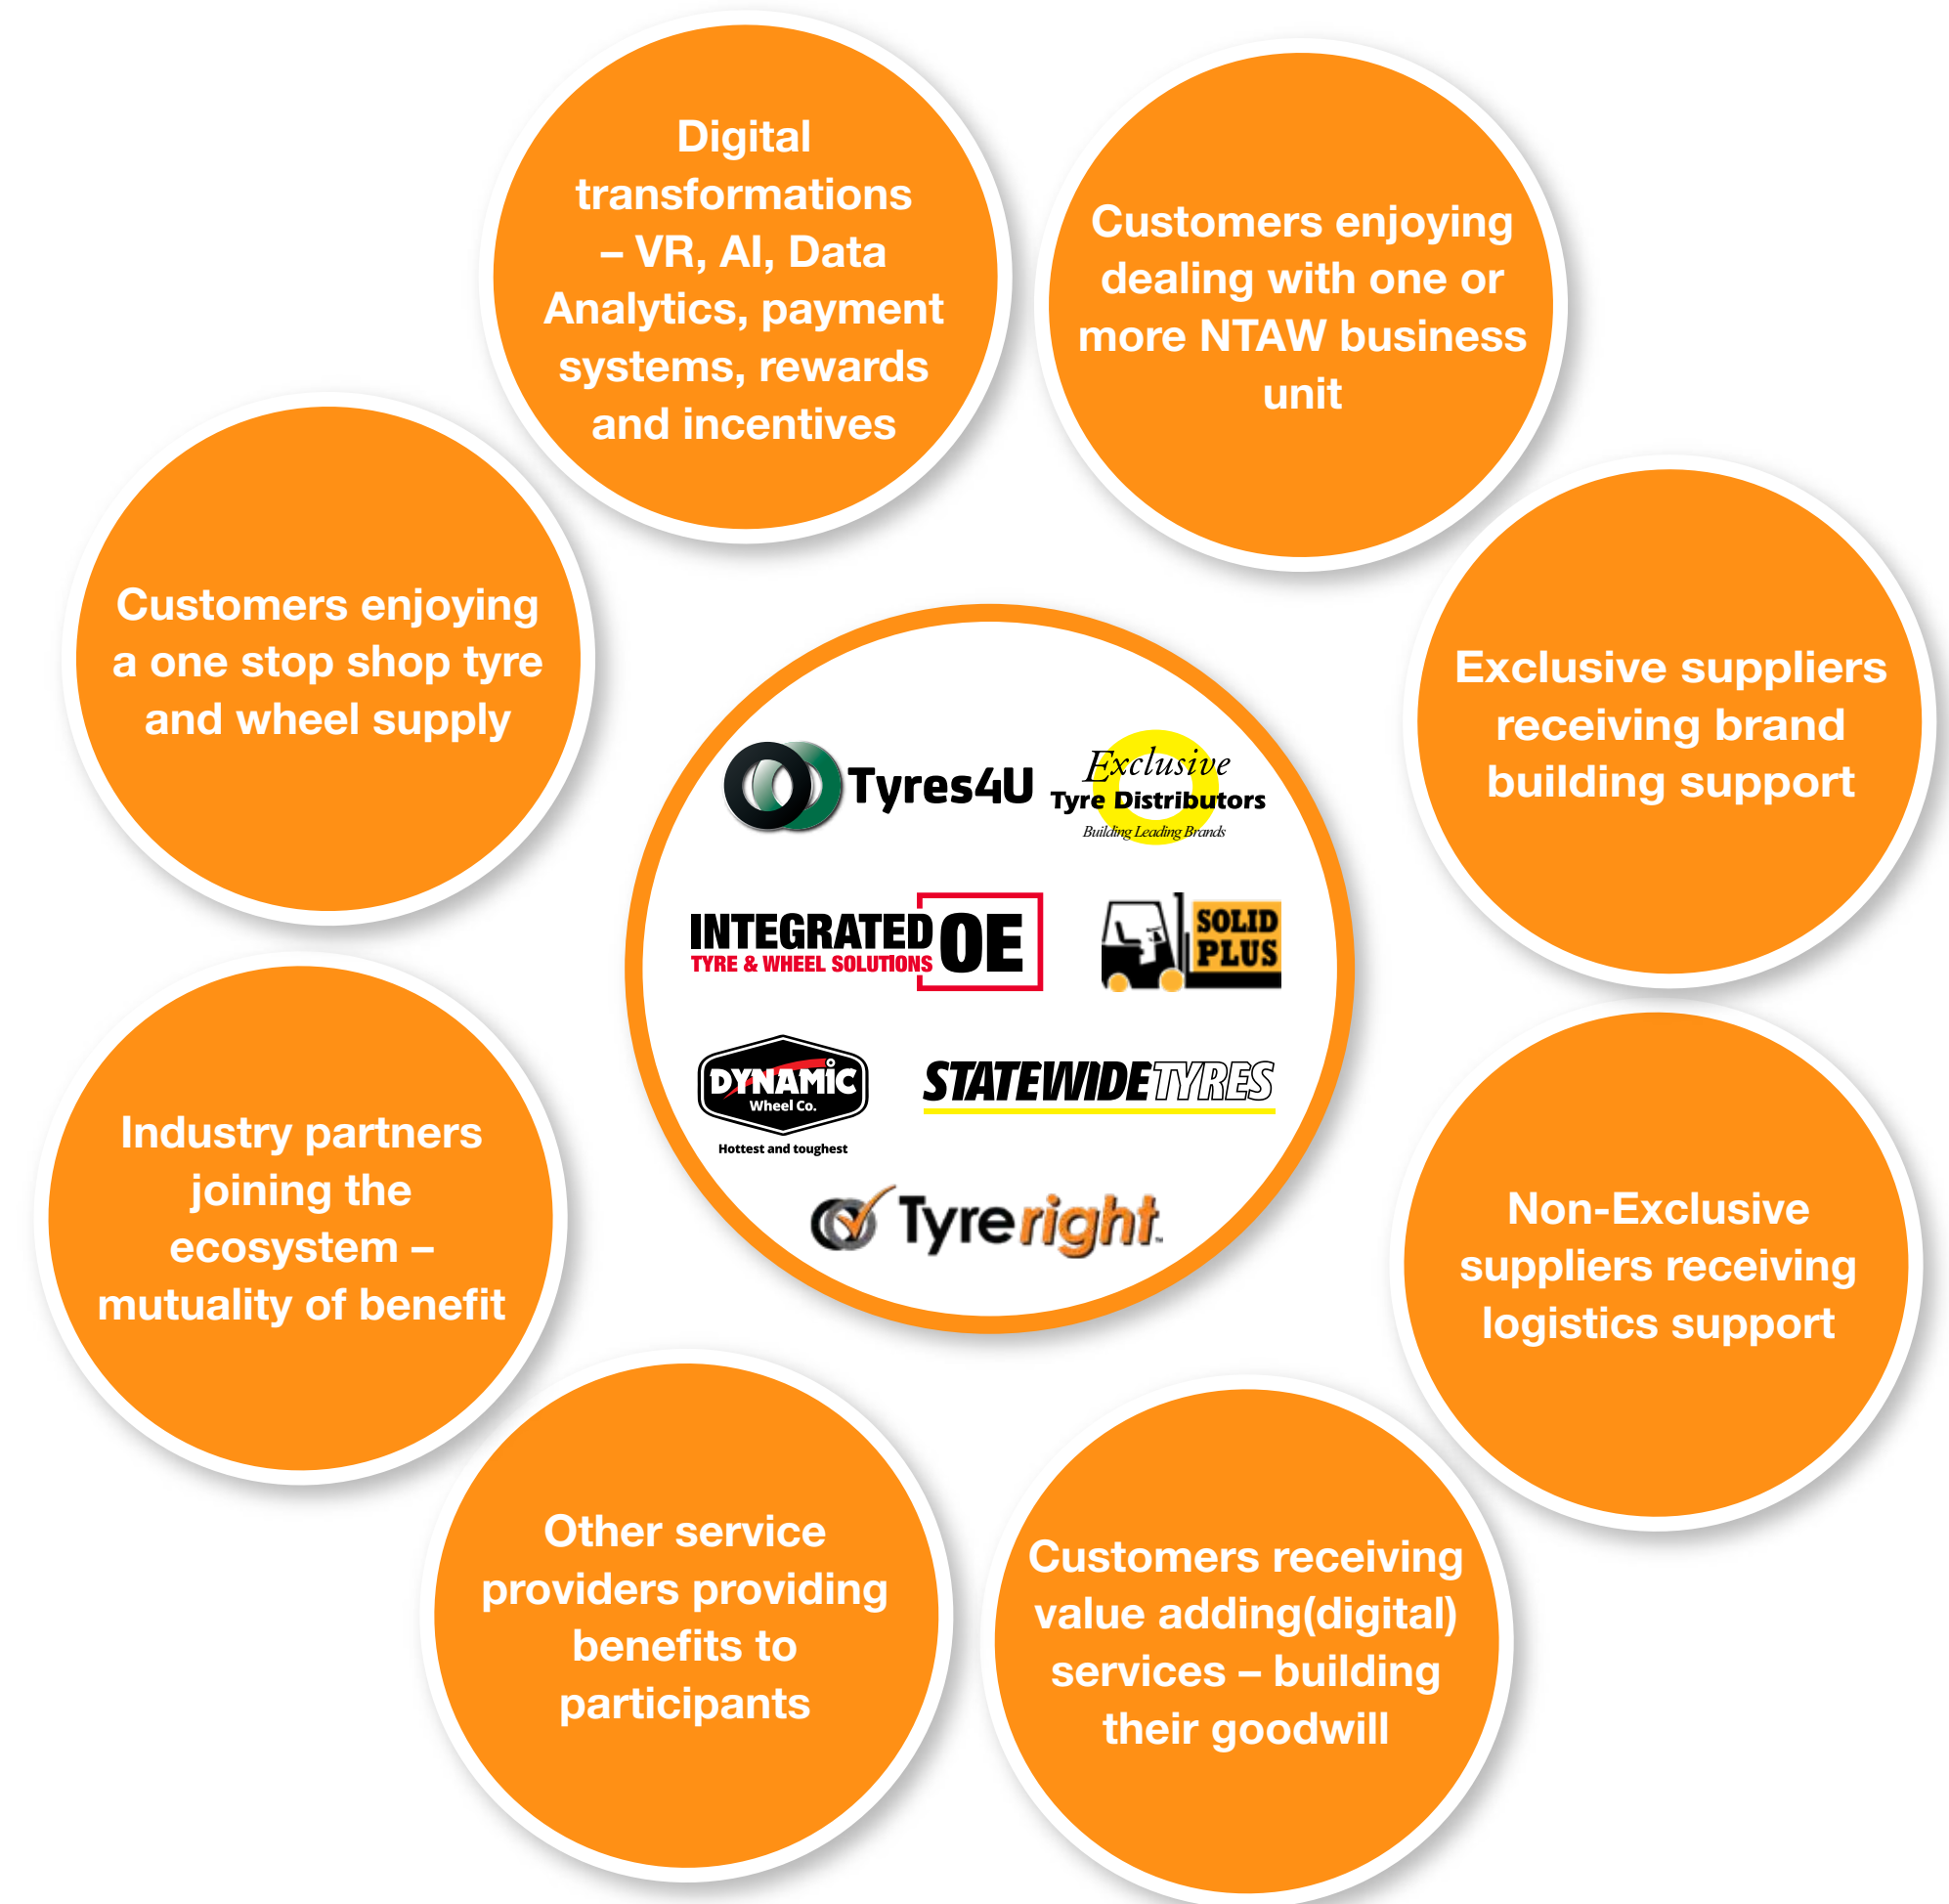 Digital
transformations
– VR, AI, Data
Analytics, payment
systems, rewards
and incentives
Customers enjoying
dealing with one or
more NTAW business
unit
Customers enjoying
a one stop shop tyre
and wheel supply
Exclusive suppliers
receiving brand
building support
Tyres4U
Exclusive
Tyre Distributors
Building Leading Brands
INTEGRATED OE
TYRE & WHEEL SOLUTIONS
SOLID
PLUS
DYNAMIC
Wheel Co.
Hottest and toughest
STATEWIDE TYRES
Tyreright™
Industry partners
joining the
ecosystem –
mutuality of benefit
Non-Exclusive
suppliers receiving
logistics support
Other service
providers providing
benefits to
participants
Customers receiving
value adding(digital)
services – building
their goodwill